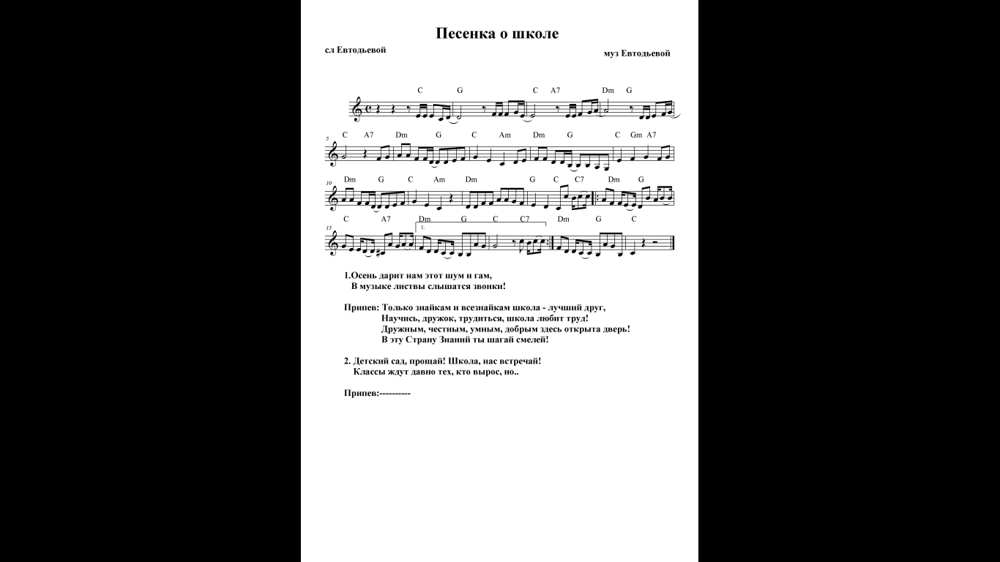 Песенка о школе
сл Евтодьевой
муз Евтодьевой
C G C A7 Dm G
5
C A7 Dm G C Am Dm G C Gm A7
10
Dm G C Am Dm G C C7 Dm G
15
C A7 Dm G C C7 Dm G C
1.
1.Осень дарит нам этот шум и гам,
В музыке листвы слышатся звонки!
Припев: Только знайкам и всезнайкам школа - лучший друг,
Научись, дружок, трудиться, школа любит труд!
Дружным, честным, умным, добрым здесь открыта дверь!
В эту Страну Знаний ты шагай смелей!
2. Детский сад, прощай! Школа, нас встречай!
Классы ждут давно тех, кто вырос, но..
Припев:----------